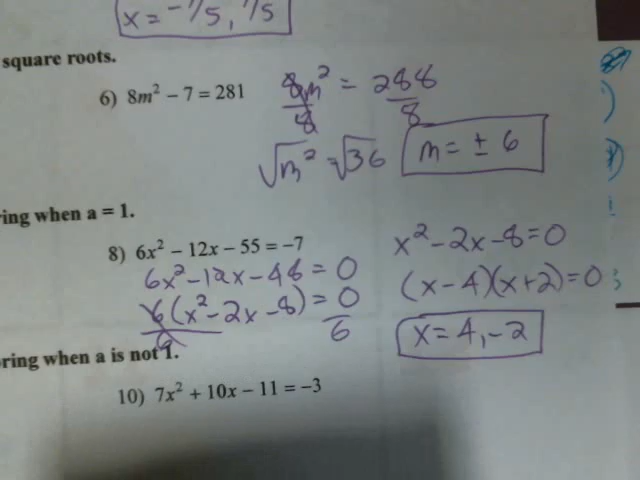 x = -7/5, 7/5
square roots.
6) 8m² − 7 = 281
8m² = 288
8 8
√m² = √36
m = ± 6
ring when a = 1.
8) 6x² − 12x − 55 = −7
6x² − 12x − 48 = 0
6(x² − 2x − 8) = 0
6 6
x² − 2x − 8 = 0
(x − 4)(x + 2) = 0
x = 4, −2
ring when a is not 1.
10) 7x² + 10x − 11 = −3